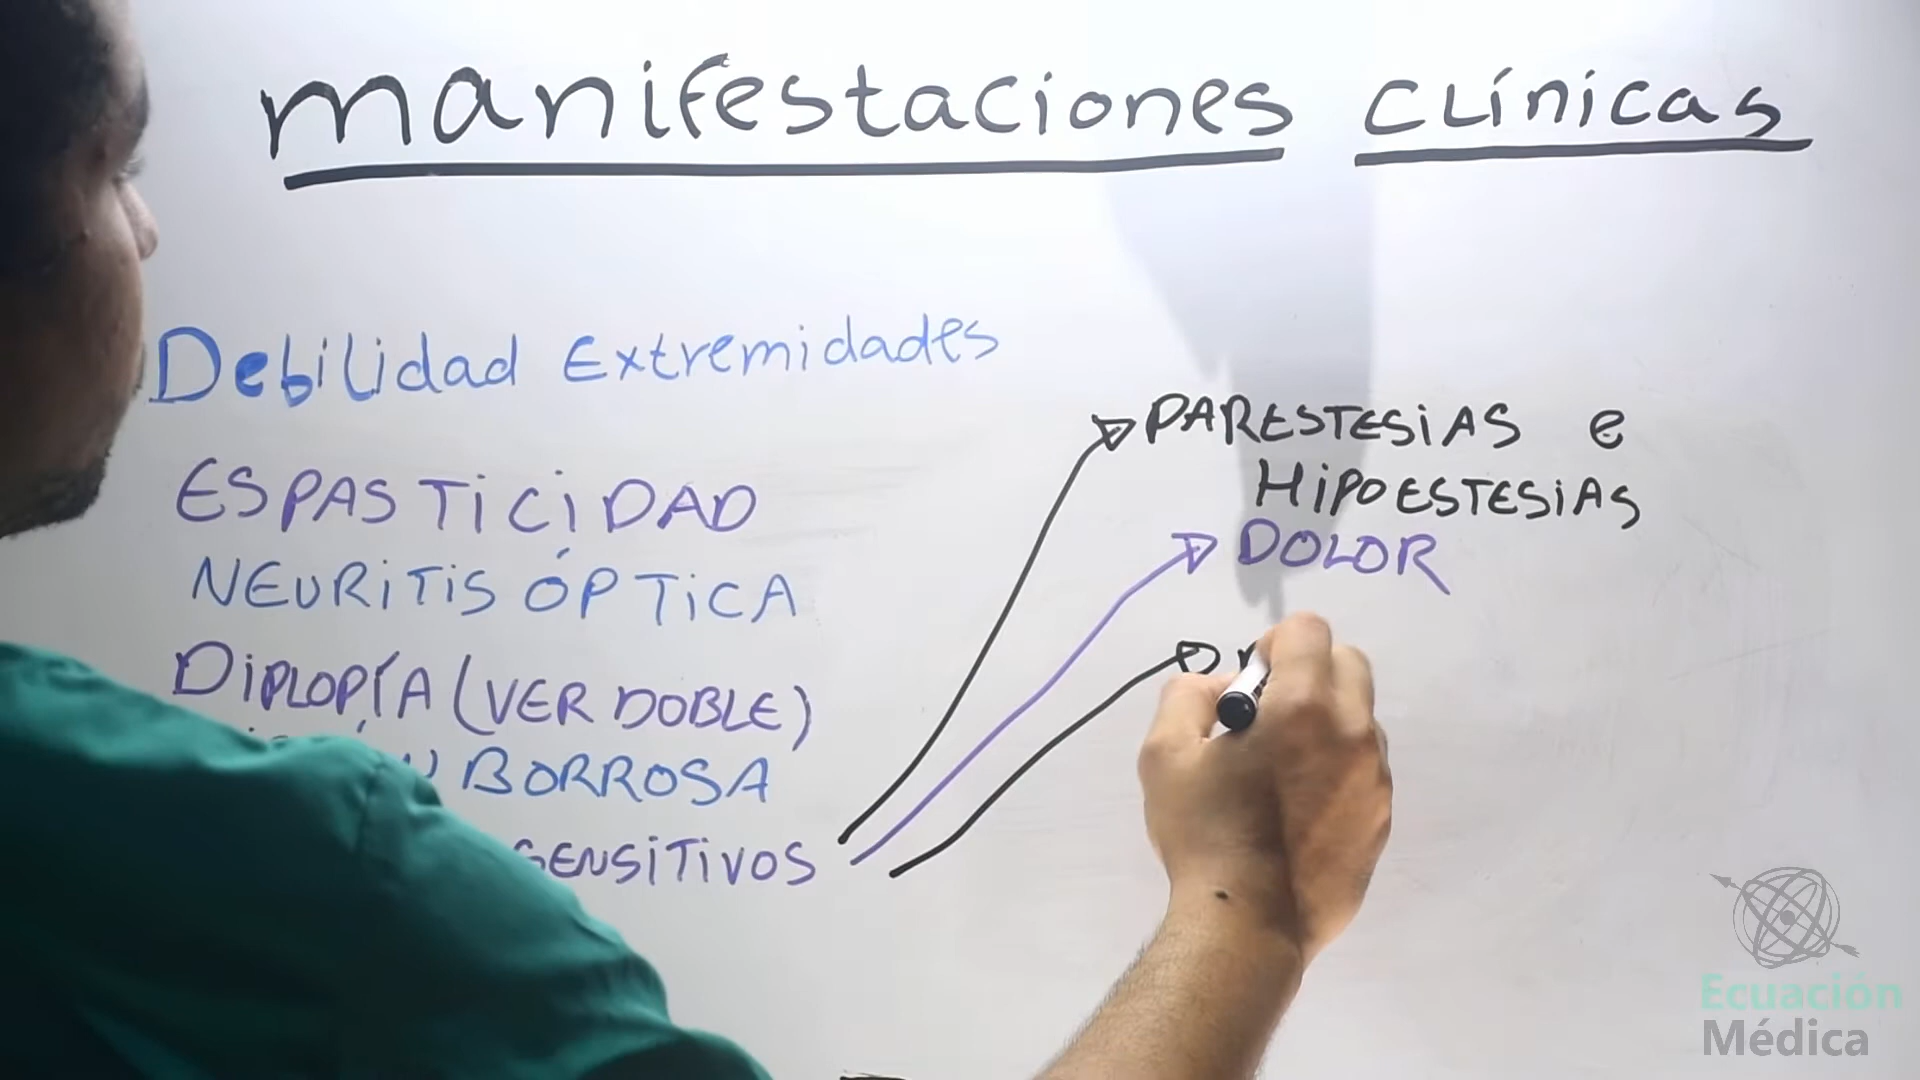 manifestaciones clínicas
Debilidad Extremidades
ESPASTiCiDAD
NEURiTiS ÓPTiCA
DiPLOPÍA (VER DOBLE)
BORROSA
SENSiTiVOS
PARESTESiAS e
HiPOESTESiAS
DOLOR
Ecuación
Médica